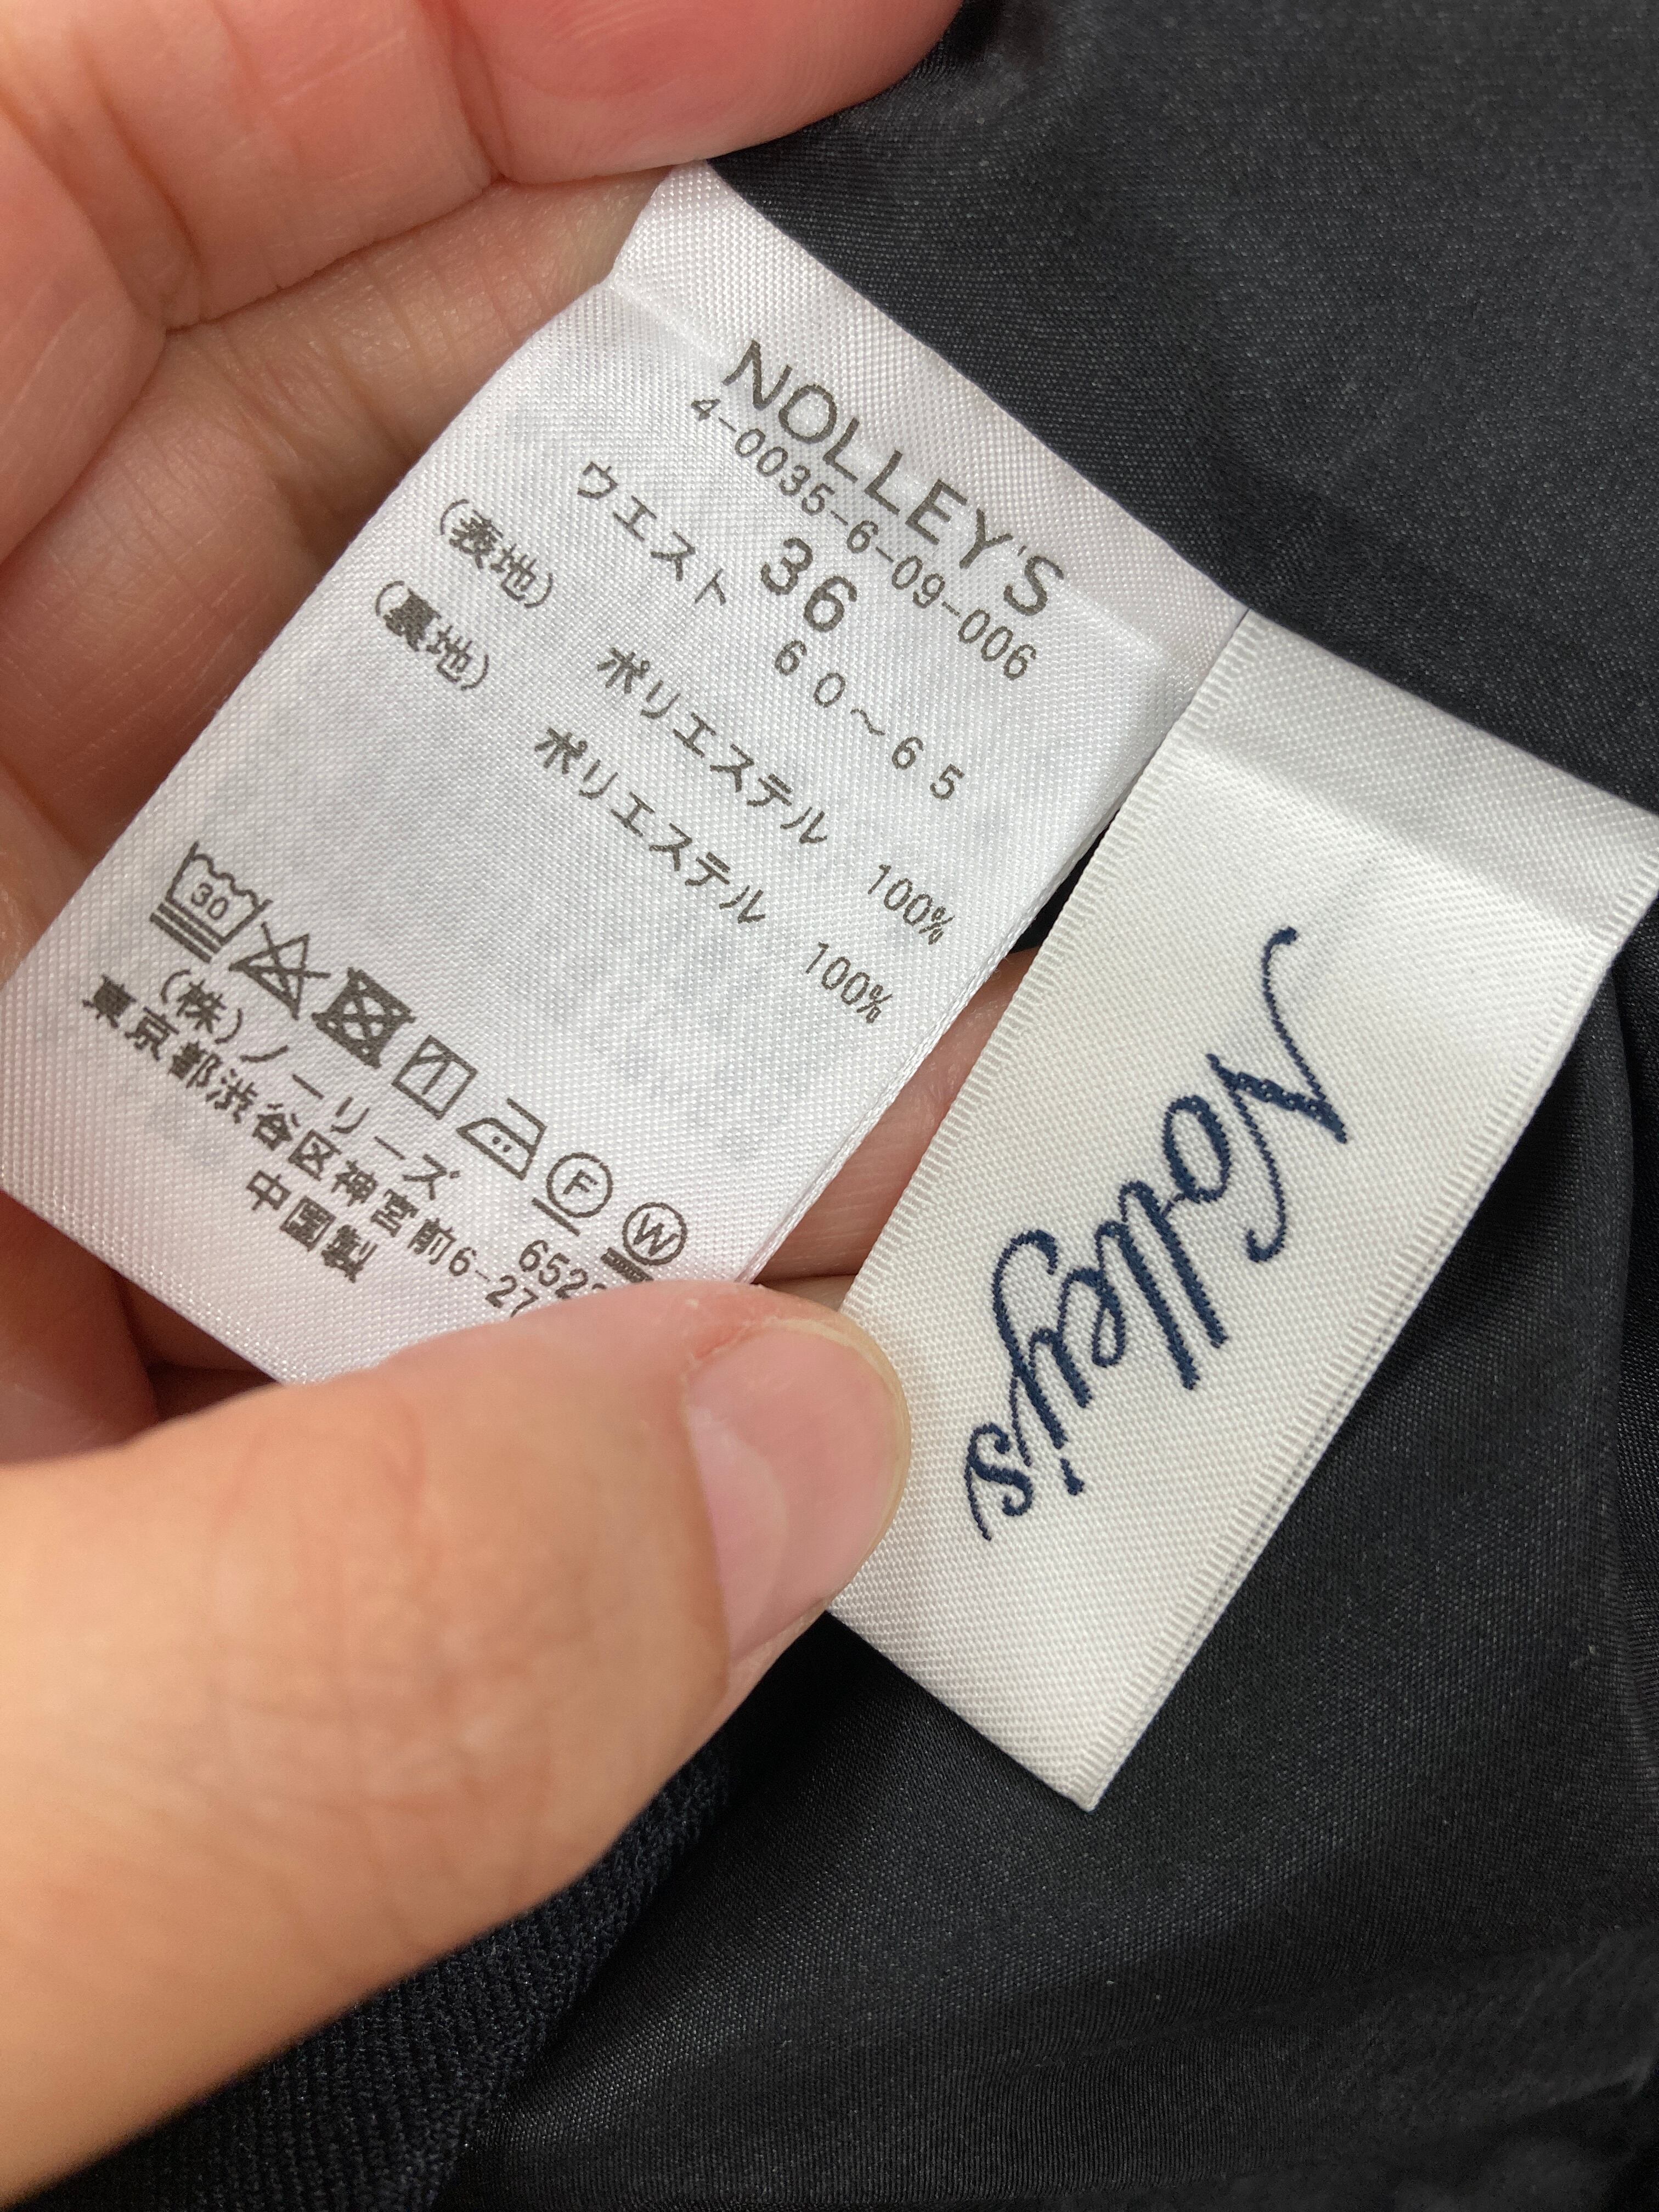 NOLLEY'S
4-0035-6-09-006
36
ウエスト 60～65
(表地) ポリエステル 100%
(裏地) ポリエステル 100%
30
F W
(株)ノーリーズ 652
東京都渋谷区神宮前6-27
中国製
Nolley's